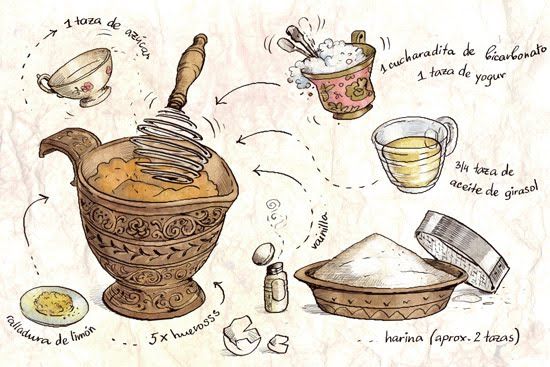 1 taza de azúcar
1 cucharadita de bicarbonato
1 taza de yogur
3/4 taza de
aceite de girasol
vainilla
ralladura de limón
5 x huevosss
harina (aprox. 2 tazas)